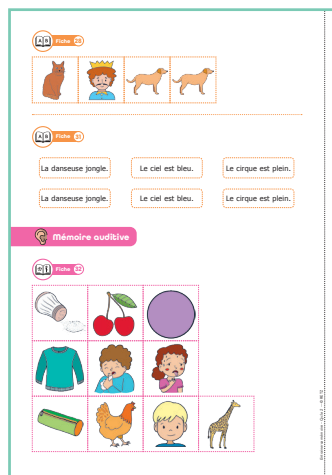 A B Fiche 28
A B Fiche 31
La danseuse jongle. Le ciel est bleu. Le cirque est plein.
La danseuse jongle. Le ciel est bleu. Le cirque est plein.
Mémoire auditive
Fiche 32